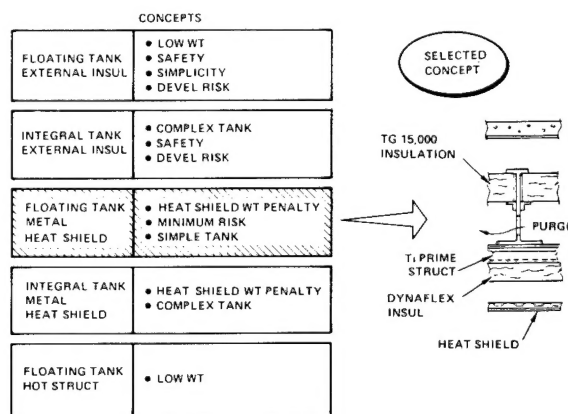 CONCEPTS
FLOATING TANK
EXTERNAL INSUL
• LOW WT
• SAFETY
• SIMPLICITY
• DEVEL RISK
INTEGRAL TANK
EXTERNAL INSUL
• COMPLEX TANK
• SAFETY
• DEVEL RISK
FLOATING TANK
METAL
HEAT SHIELD
• HEAT SHIELD WT PENALTY
• MINIMUM RISK
• SIMPLE TANK
INTEGRAL TANK
METAL
HEAT SHIELD
• HEAT SHIELD WT PENALTY
• COMPLEX TANK
FLOATING TANK
HOT STRUCT
• LOW WT
SELECTED
CONCEPT
TG 15,000
INSULATION
PURG
Ti PRIME
STRUCT
DYNAFLEX
INSUL
HEAT SHIELD